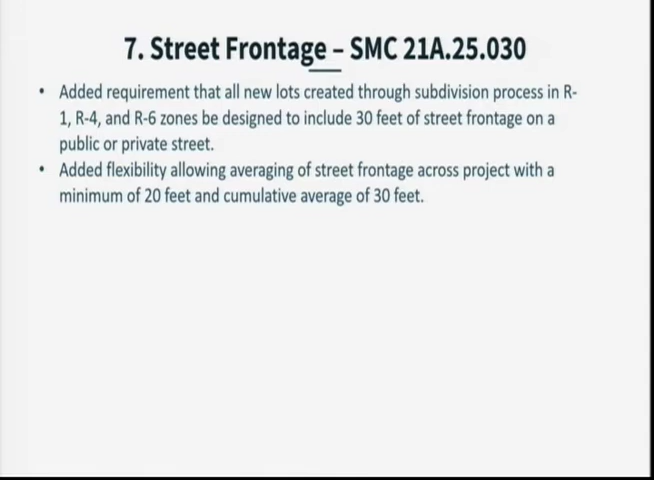 7. Street Frontage – SMC 21A.25.030
• Added requirement that all new lots created through subdivision process in R-
1, R-4, and R-6 zones be designed to include 30 feet of street frontage on a
public or private street.
• Added flexibility allowing averaging of street frontage across project with a
minimum of 20 feet and cumulative average of 30 feet.